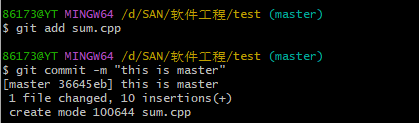 86173@YT MINGW64 /d/SAN/软件工程/test (master)
$ git add sum.cpp
86173@YT MINGW64 /d/SAN/软件工程/test (master)
$ git commit -m "this is master"
[master 36645eb] this is master
 1 file changed, 10 insertions(+)
 create mode 100644 sum.cpp